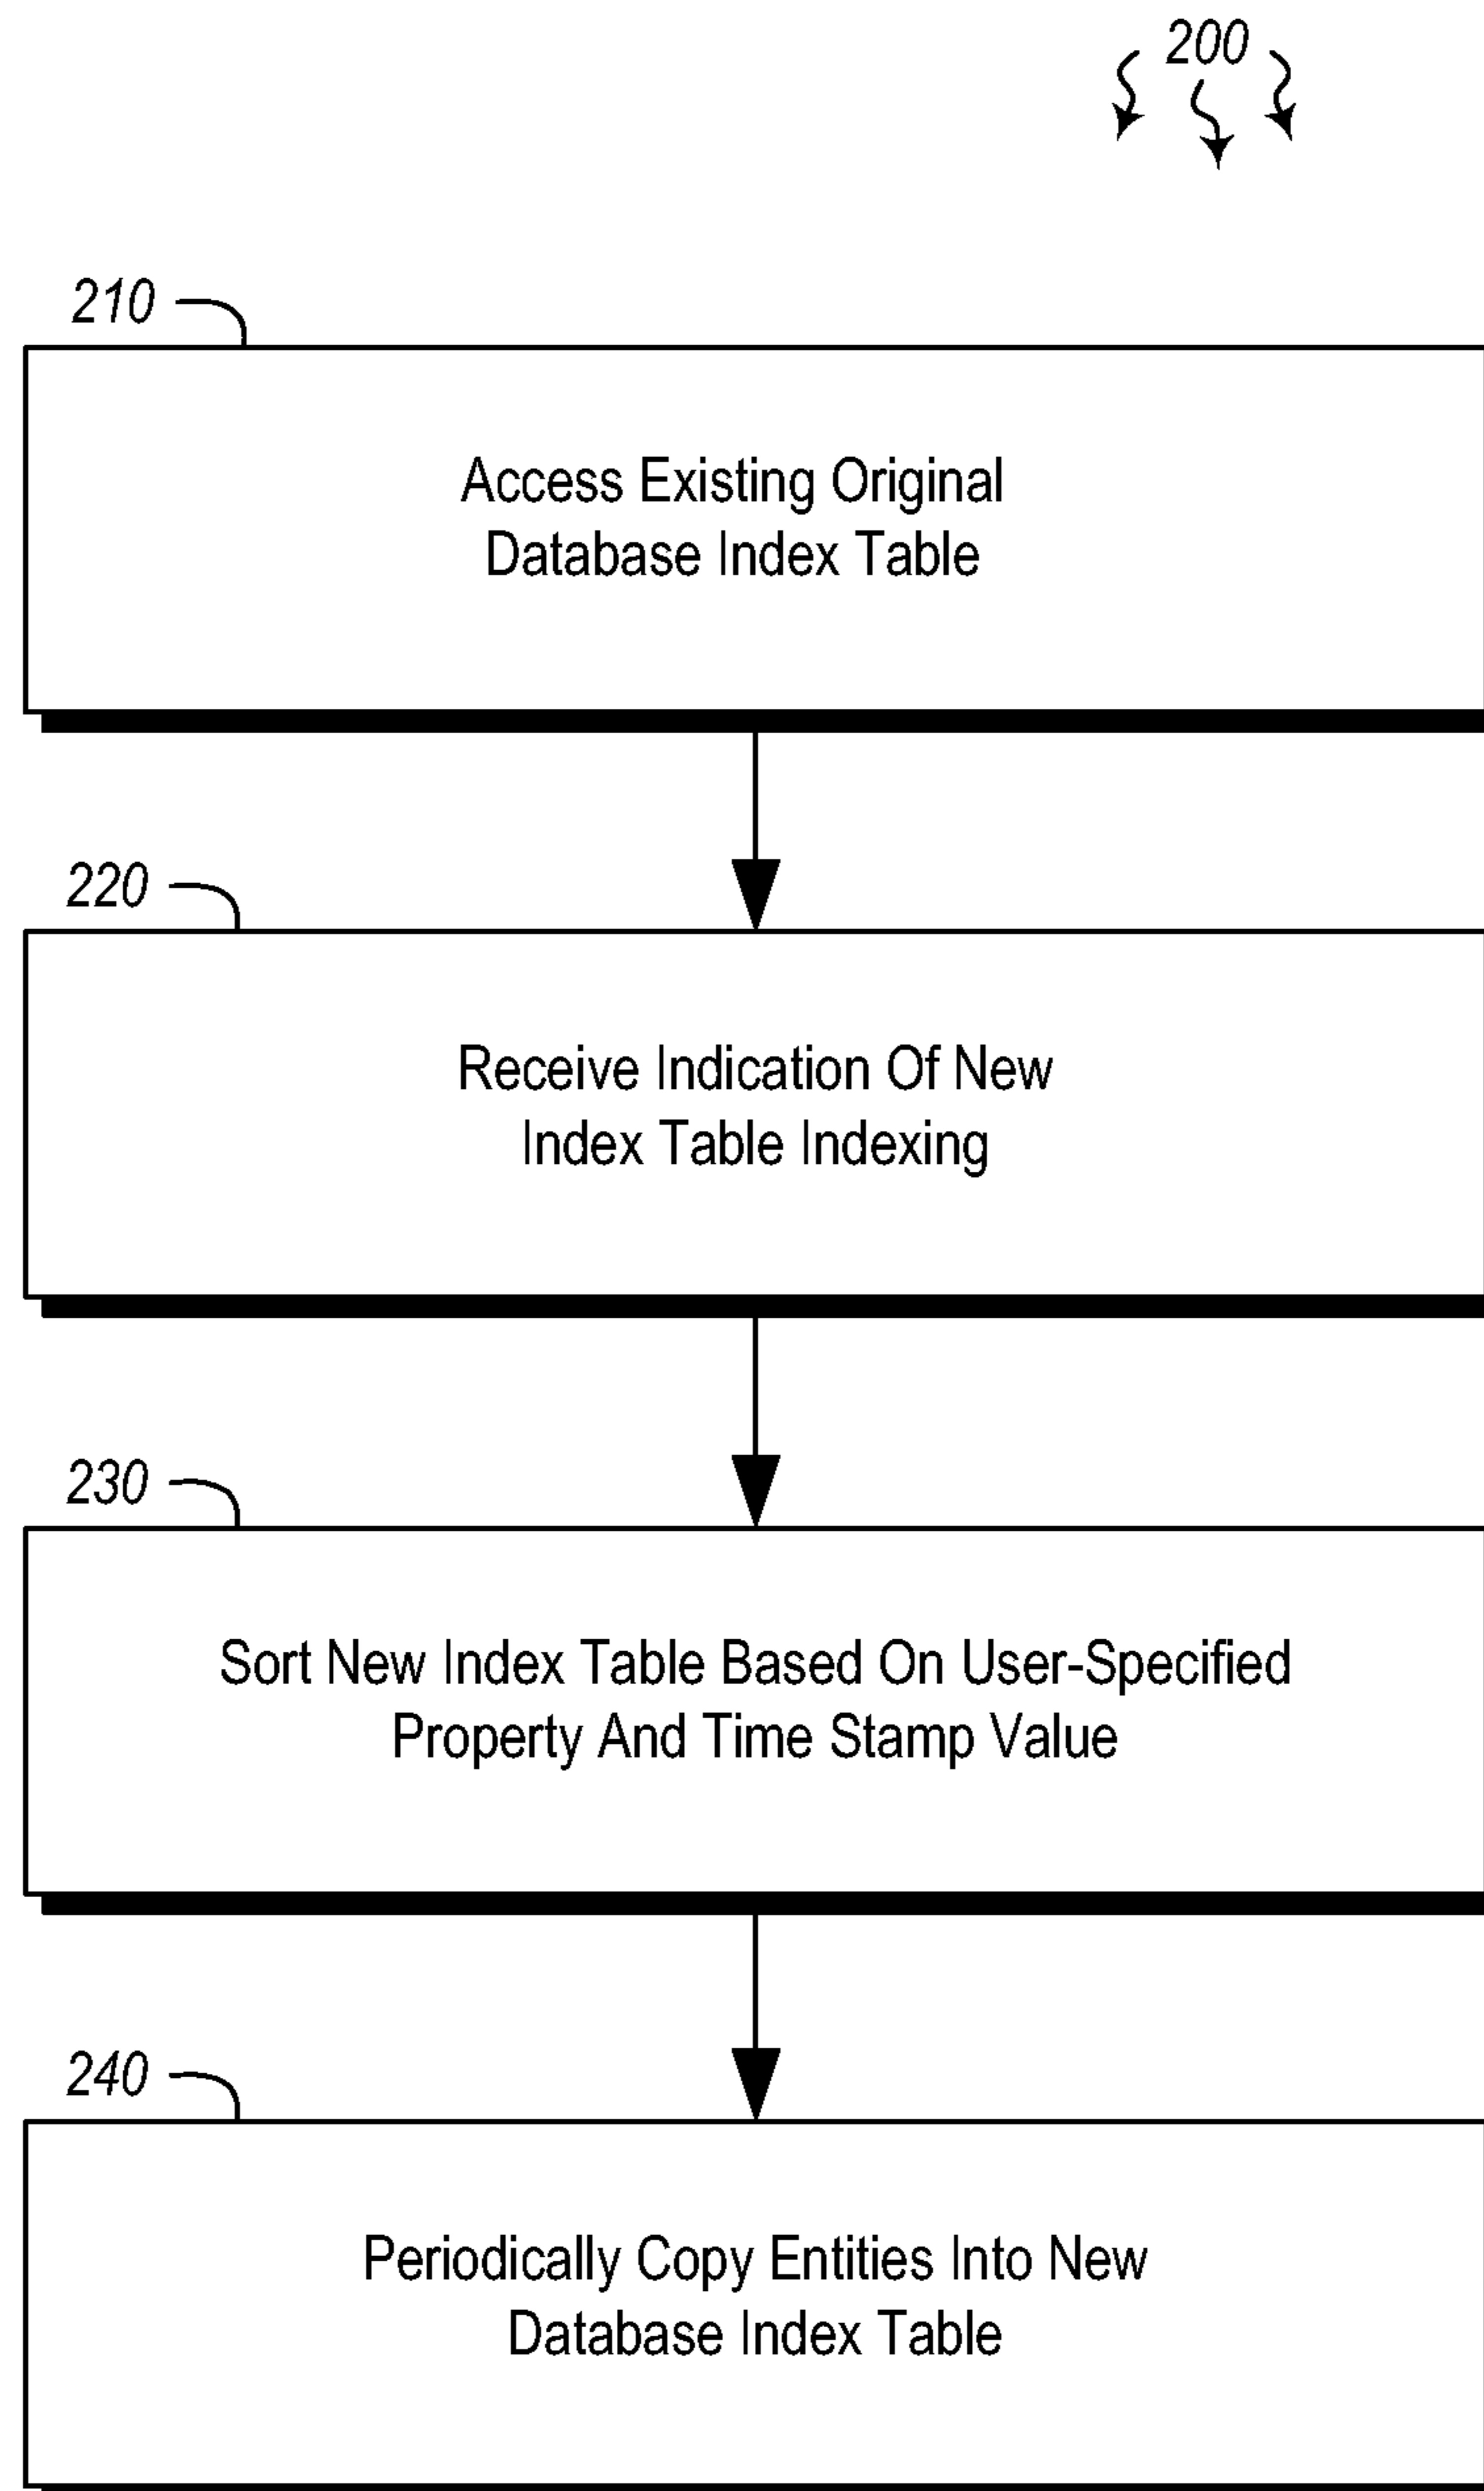 200
210
Access Existing Original
Database Index Table
220
Receive Indication Of New
Index Table Indexing
230
Sort New Index Table Based On User-Specified
Property And Time Stamp Value
240
Periodically Copy Entities Into New
Database Index Table